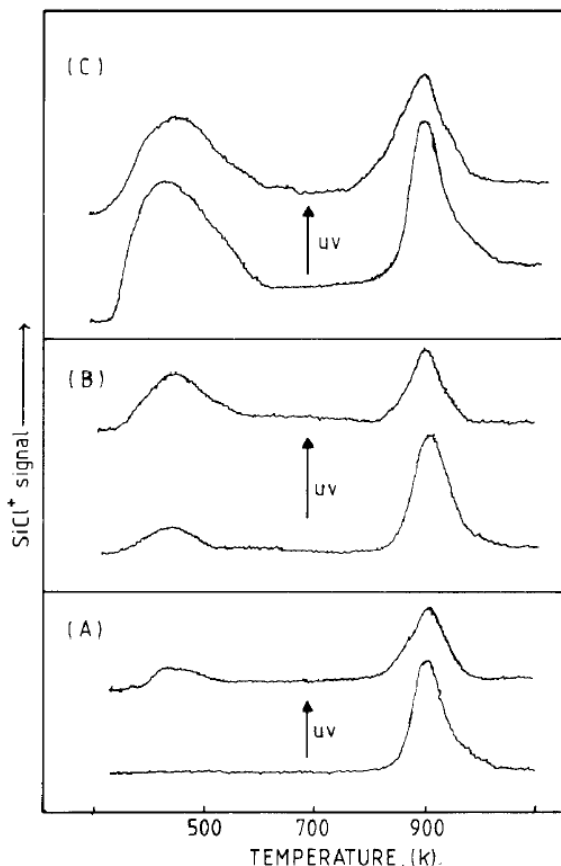 (C)
uv
(B)
uv
(A)
uv
SiCl+ signal
500 700 900
TEMPERATURE.(k).